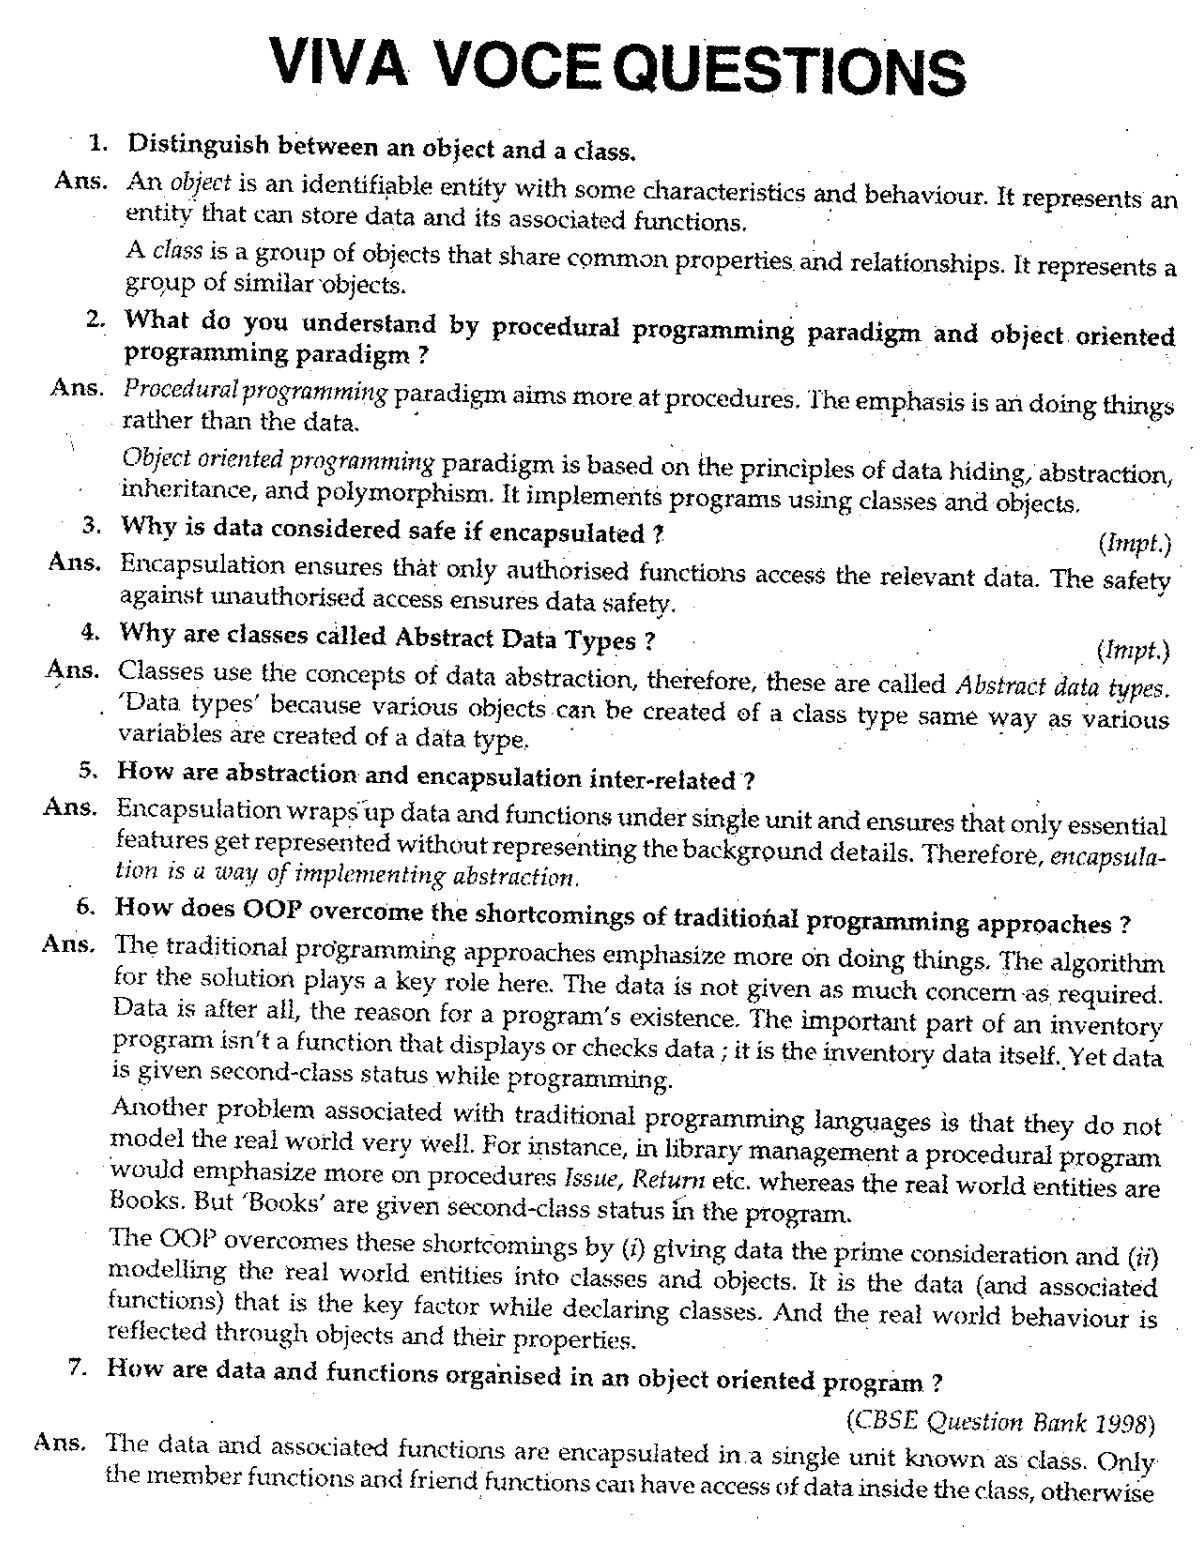 VIVA VOCE QUESTIONS
1. Distinguish between an object and a class.
Ans. An object is an identifiable entity with some characteristics and behaviour. It represents an
entity that can store data and its associated functions.
A class is a group of objects that share common properties and relationships. It represents a
group of similar objects.
2. What do you understand by procedural programming paradigm and object oriented
programming paradigm ?
Ans. Procedural programming paradigm aims more at procedures. The emphasis is an doing things
rather than the data.
Object oriented programming paradigm is based on the principles of data hiding, abstraction,
inheritance, and polymorphism. It implements programs using classes and objects.
3. Why is data considered safe if encapsulated ? (Impt.)
Ans. Encapsulation ensures that only authorised functions access the relevant data. The safety
against unauthorised access ensures data safety.
4. Why are classes called Abstract Data Types ? (Impt.)
Ans. Classes use the concepts of data abstraction, therefore, these are called Abstract data types.
'Data types' because various objects can be created of a class type same way as various
variables are created of a data type.
5. How are abstraction and encapsulation inter-related ?
Ans. Encapsulation wraps up data and functions under single unit and ensures that only essential
features get represented without representing the background details. Therefore, encapsula-
tion is a way of implementing abstraction.
6. How does OOP overcome the shortcomings of traditional programming approaches ?
Ans. The traditional programming approaches emphasize more on doing things. The algorithm
for the solution plays a key role here. The data is not given as much concern as required.
Data is after all, the reason for a program's existence. The important part of an inventory
program isn't a function that displays or checks data ; it is the inventory data itself. Yet data
is given second-class status while programming.
Another problem associated with traditional programming languages is that they do not
model the real world very well. For instance, in library management a procedural program
would emphasize more on procedures Issue, Return etc. whereas the real world entities are
Books. But 'Books' are given second-class status in the program.
The OOP overcomes these shortcomings by (i) giving data the prime consideration and (ii)
modelling the real world entities into classes and objects. It is the data (and associated
functions) that is the key factor while declaring classes. And the real world behaviour is
reflected through objects and their properties.
7. How are data and functions organised in an object oriented program ?
(CBSE Question Bank 1998)
Ans. The data and associated functions are encapsulated in a single unit known as class. Only
the member functions and friend functions can have access of data inside the class, otherwise